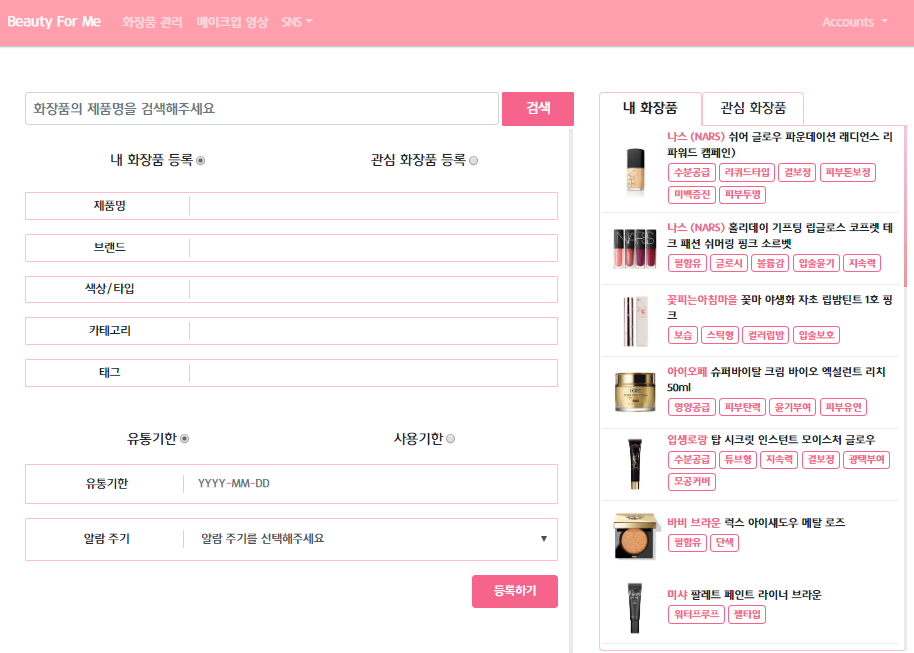 Beauty For Me 화장품 관리 메이크업 영상 SNS Accounts
화장품의 제품명을 검색해주세요 검색
내 화장품 등록 관심 화장품 등록
제품명
브랜드
색상/타입
카테고리
태그
유통기한 사용기한
유통기한 YYYY-MM-DD
알람 주기 알람 주기를 선택해주세요
등록하기
내 화장품 관심 화장품
나스 (NARS) 쉬어 글로우 파운데이션 래디언스 리
파워드 캠페인)
수분공급 리퀴드타입 결보정 피부톤보정
미백증진 피부투명
나스 (NARS) 홀리데이 기프팅 립글로스 코프렛 테
크 패션 쉬머링 핑크 소르벳
필함유 글로시 볼륨감 입술윤기 지속력
꽃피는아침마을 꽃마 야생화 자초 립밤틴트 1호 핑
크
보습 스틱형 컬러립밤 입술보호
아이오페 슈퍼바이탈 크림 바이오 엑설런트 리치
50ml
영양공급 피부탄력 윤기부여 피부유연
입생로랑 탑 시크릿 인스턴트 모이스처 글로우
수분공급 튜브형 지속력 결보정 광택부여
모공커버
바비 브라운 럭스 아이섀도우 메탈 로즈
펄함유 단색
미샤 팔레트 페인트 라이너 브라운
워터프루프 젤타입